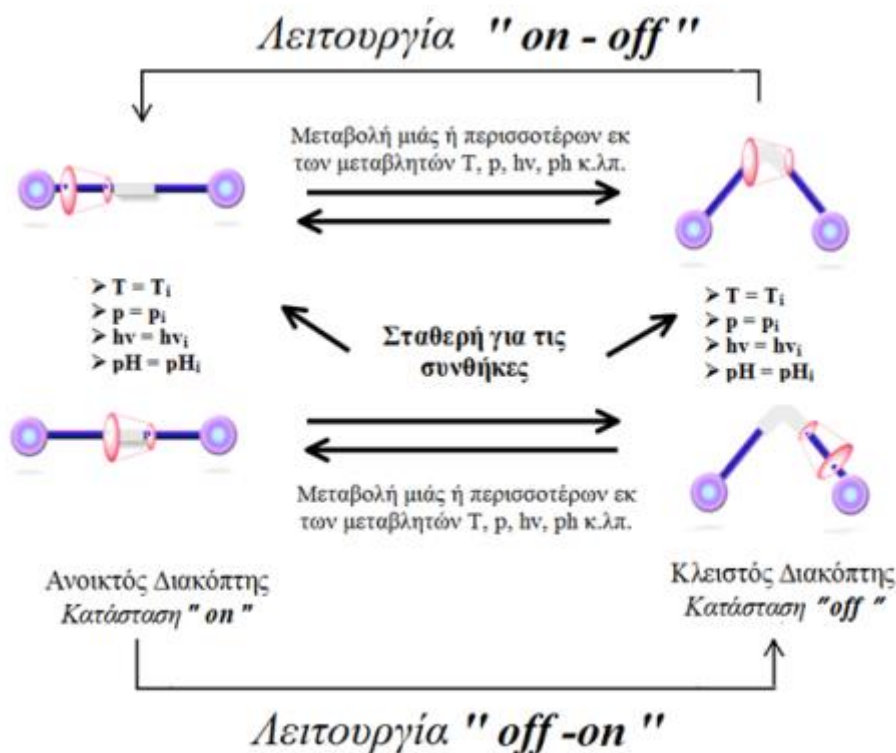 Λειτουργία " on - off "
Μεταβολή μιάς ή περισσοτέρων εκ
των μεταβλητών Τ, p, hν, ph κ.λπ.
➢ T = Tᵢ
➢ p = pᵢ
➢ hν = hνᵢ
➢ pH = pHᵢ
Σταθερή για τις
συνθήκες
➢ T = Tᵢ
➢ p = pᵢ
➢ hν = hνᵢ
➢ pH = pHᵢ
P
Μεταβολή μιάς ή περισσοτέρων εκ
των μεταβλητών Τ, p, hν, ph κ.λπ.
Ανοικτός Διακόπτης
Κατάσταση " on "
Κλειστός Διακόπτης
Κατάσταση "off "
Λειτουργία " off -on "